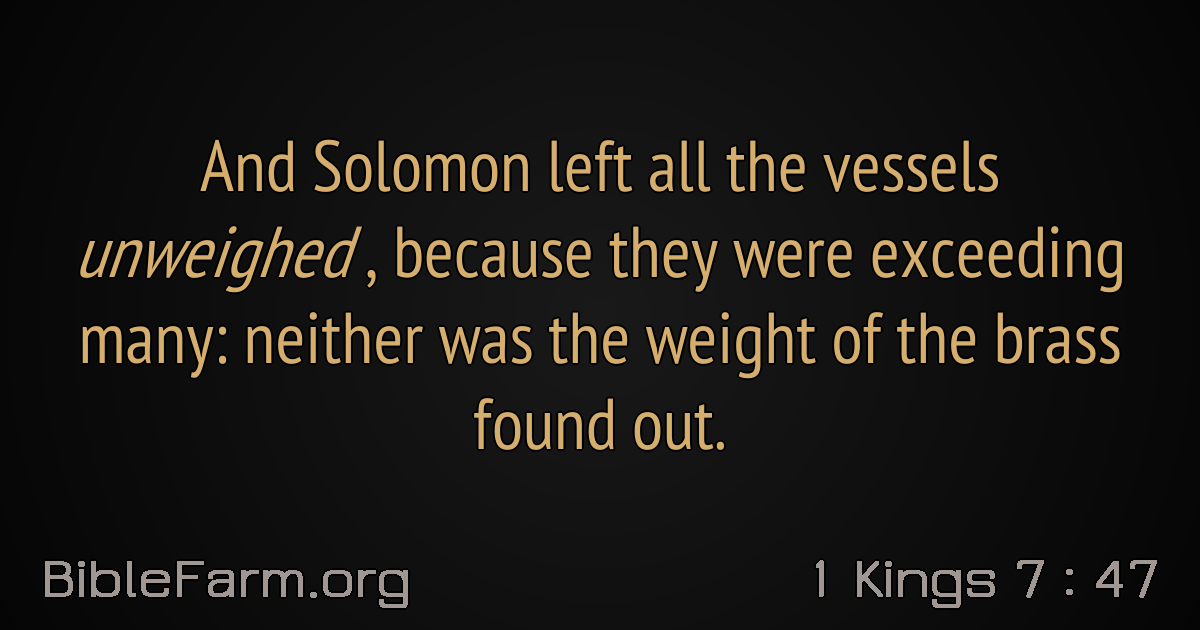 And Solomon left all the vessels
unweighed , because they were exceeding
many: neither was the weight of the brass
found out.
BibleFarm.org
1 Kings 7 : 47